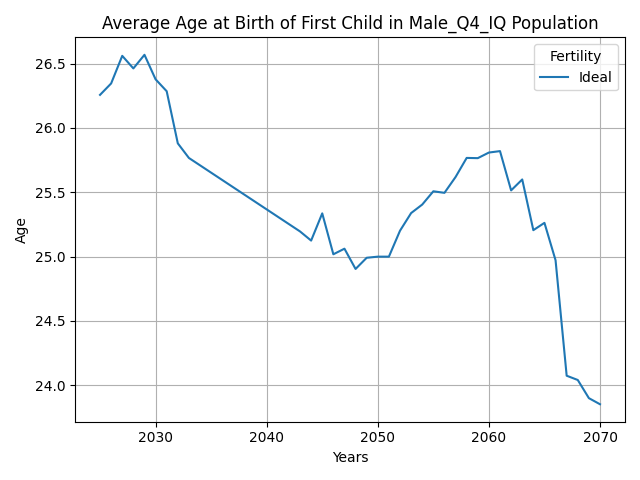 Average Age at Birth of First Child in Male_Q4_IQ Population
Fertility
Ideal
26.5
26.0
25.5
25.0
24.5
24.0
Age
2030 2040 2050 2060 2070
Years